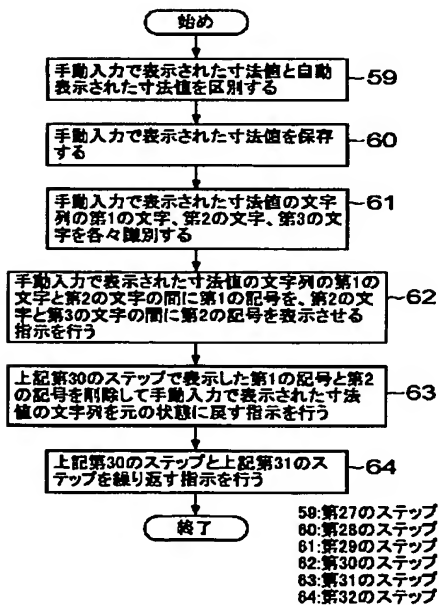 始め
手動入力で表示された寸法値と自動
表示された寸法値を区別する
59
手動入力で表示された寸法値を保存
する
60
手動入力で表示された寸法値の文字
列の第1の文字、第2の文字、第3の文
字を各々識別する
61
手動入力で表示された寸法値の文字列の第1の
文字と第2の文字の間に第1の記号を、第2の文
字と第3の文字の間に第2の記号を表示させる
指示を行う
62
上記第30のステップで表示した第1の記号と第2
の記号を削除して手動入力で表示された寸法
値の文字列を元の状態に戻す指示を行う
63
上記第30のステップと上記第31のス
テップを繰り返す指示を行う
64
終了
59:第27のステップ
60:第28のステップ
61:第29のステップ
62:第30のステップ
63:第31のステップ
64:第32のステップ